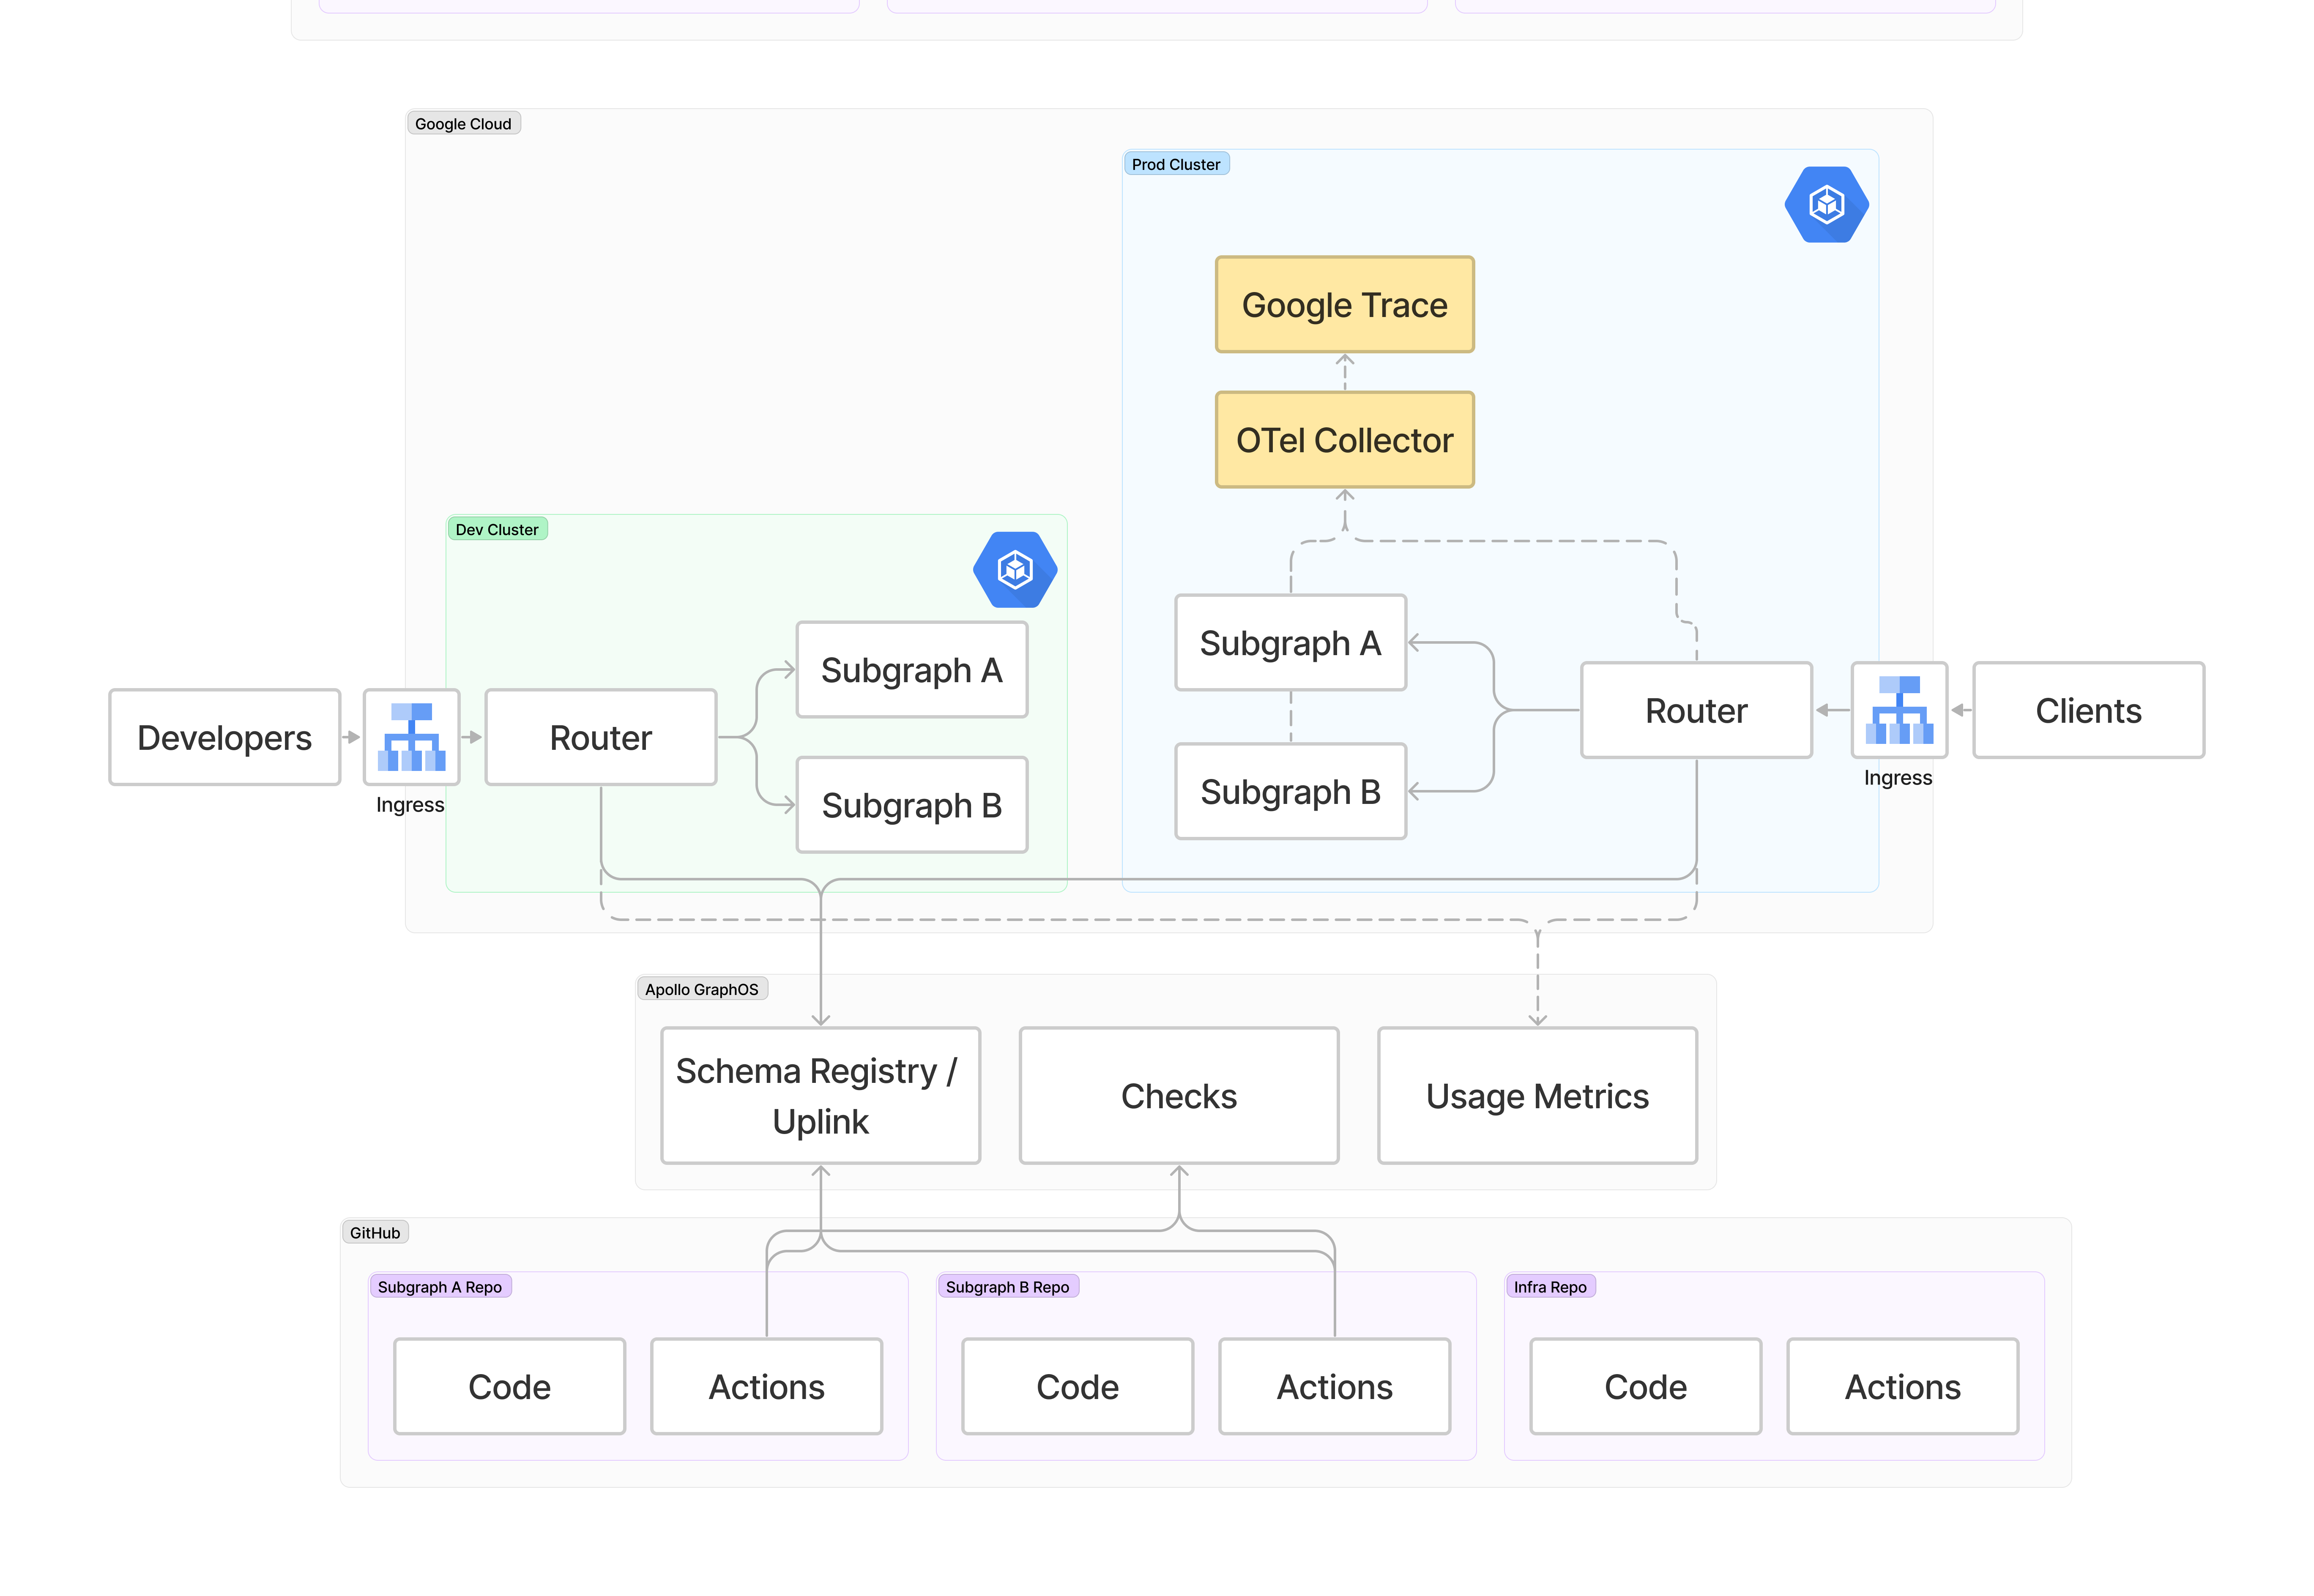 Google Cloud
Prod Cluster
Google Trace
OTel Collector
Dev Cluster
Subgraph A
Subgraph A
Developers
Ingress
Router
Subgraph B
Subgraph B
Router
Ingress
Clients
Apollo GraphOS
Schema Registry /
Uplink
Checks
Usage Metrics
GitHub
Subgraph A Repo
Code
Actions
Subgraph B Repo
Code
Actions
Infra Repo
Code
Actions